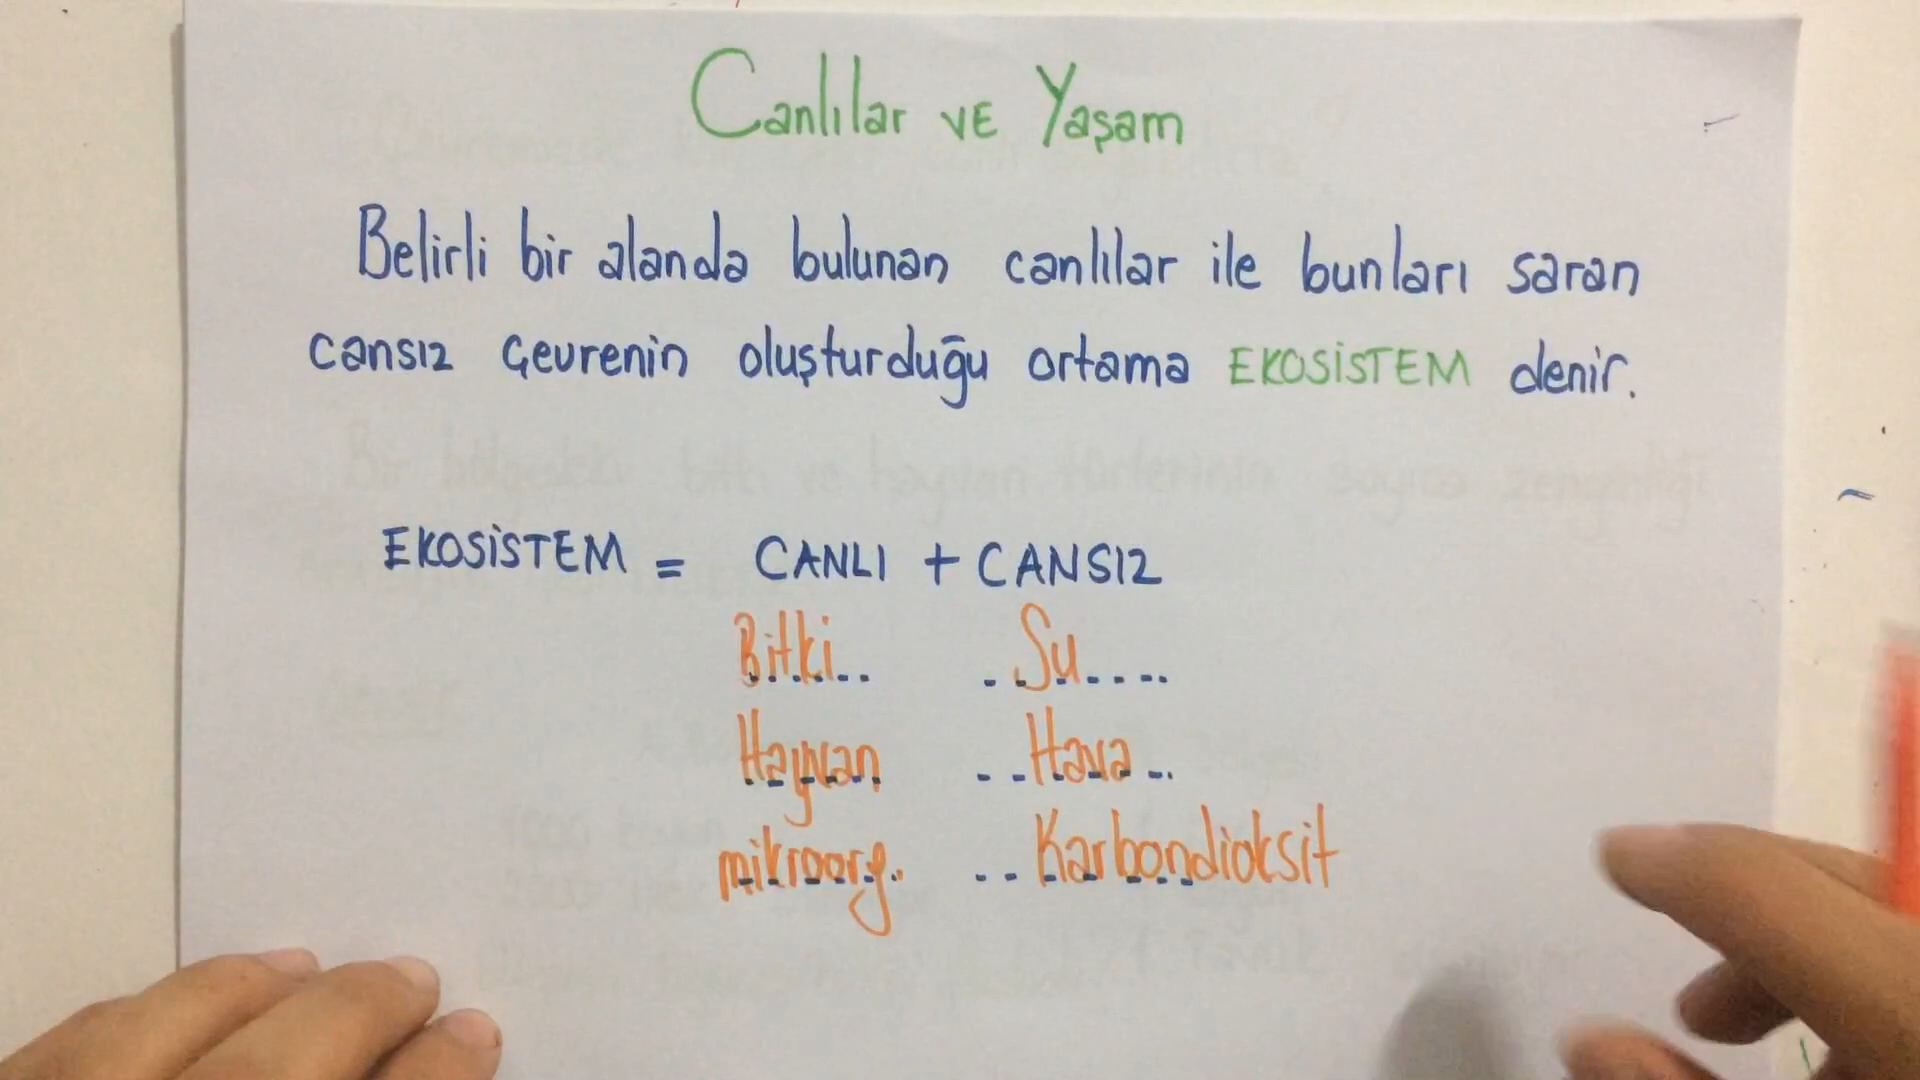 Canlılar VE Yaşam
Belirli bir alanda bulunan canlılar ile bunları saran
cansız çevrenin oluşturduğu ortama EKOSİSTEM denir.
EKOSİSTEM = CANLI + CANSIZ
Bitki.. . . Su....
Hayvan . . Hava ..
mikroorg. . . Karbondioksit